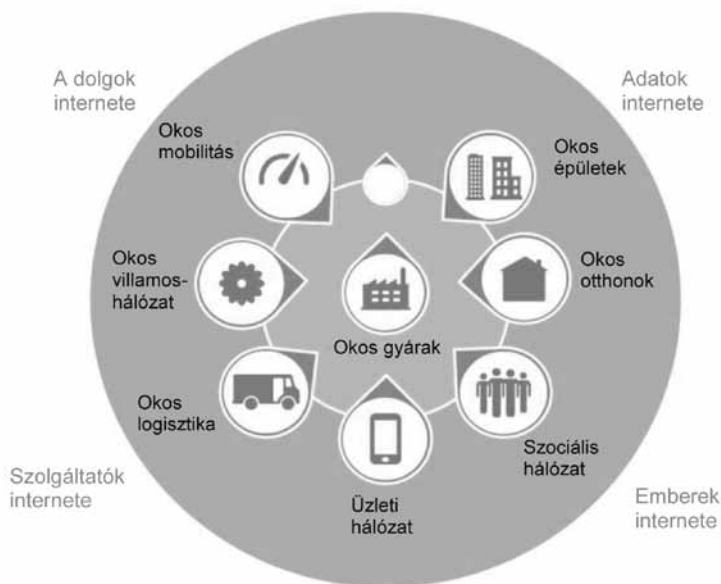 A dolgok
internete
Adatok
internete
Okos
mobilitás
Okos
épületek
Okos
villamos-
hálózat
Okos
otthonok
Okos gyárak
Okos
logisztika
Szociális
hálózat
Üzleti
hálózat
Szolgáltatók
internete
Emberek
internete